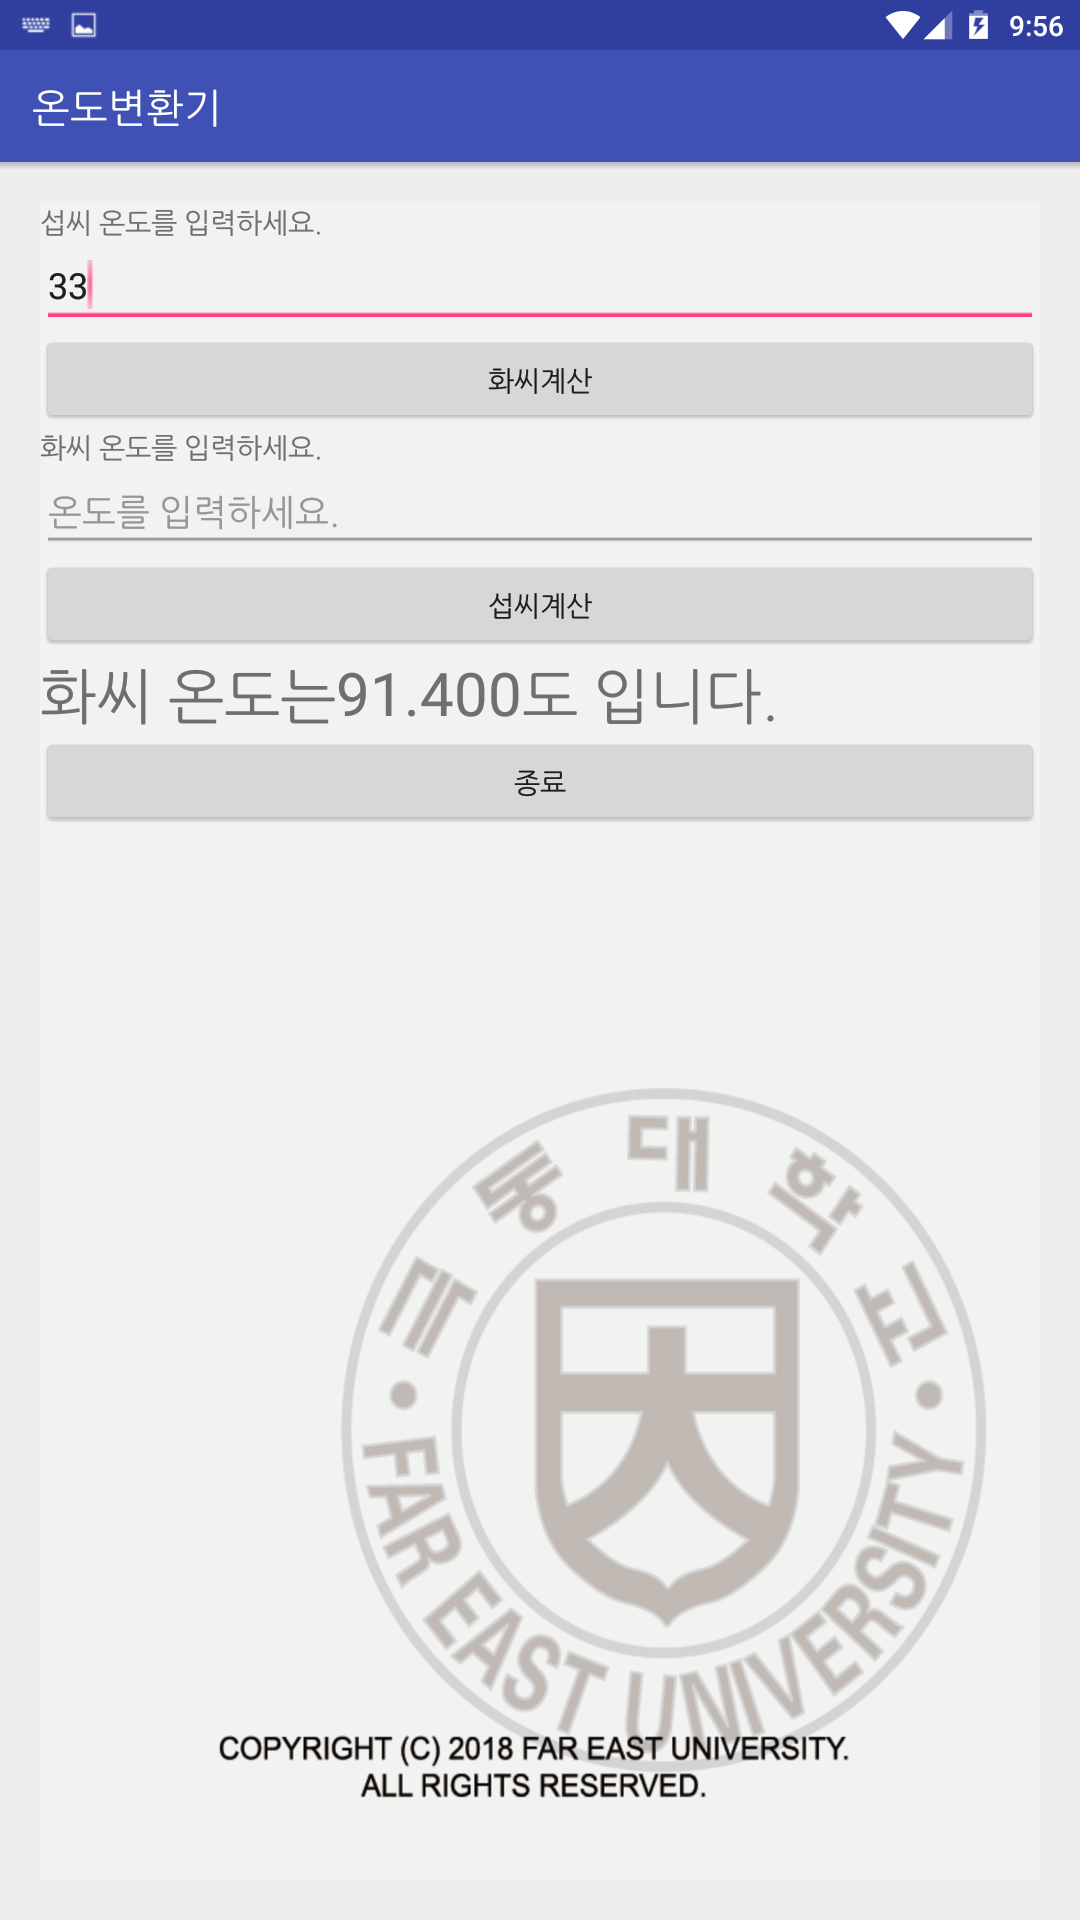 9:56
온도변환기
섭씨 온도를 입력하세요.
33
화씨계산
화씨 온도를 입력하세요.
온도를 입력하세요.
섭씨계산
화씨 온도는91.400도 입니다.
종료
극동대학교
FAR EAST UNIVERSITY
COPYRIGHT (C) 2018 FAR EAST UNIVERSITY.
ALL RIGHTS RESERVED.